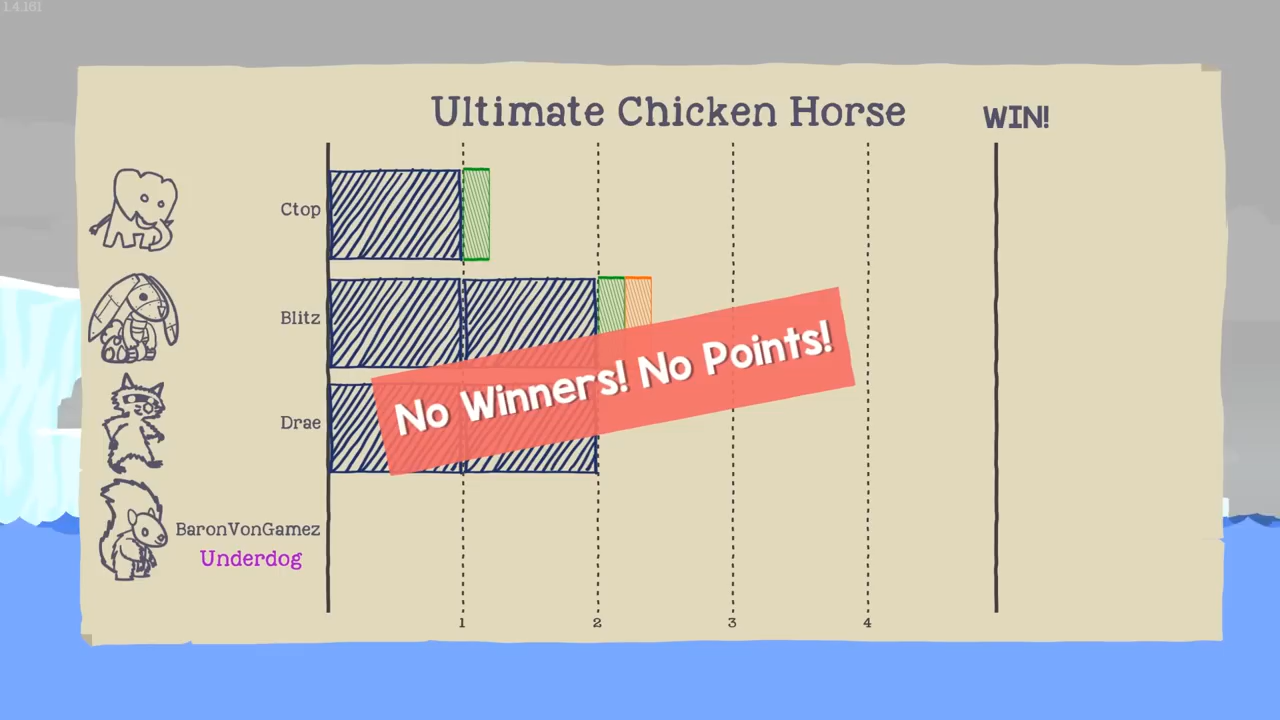 1.4.161
Ultimate Chicken Horse
WIN!
Ctop
Blitz
No Winners! No Points!
Drae
BaronVonGamez
Underdog
1 2 3 4